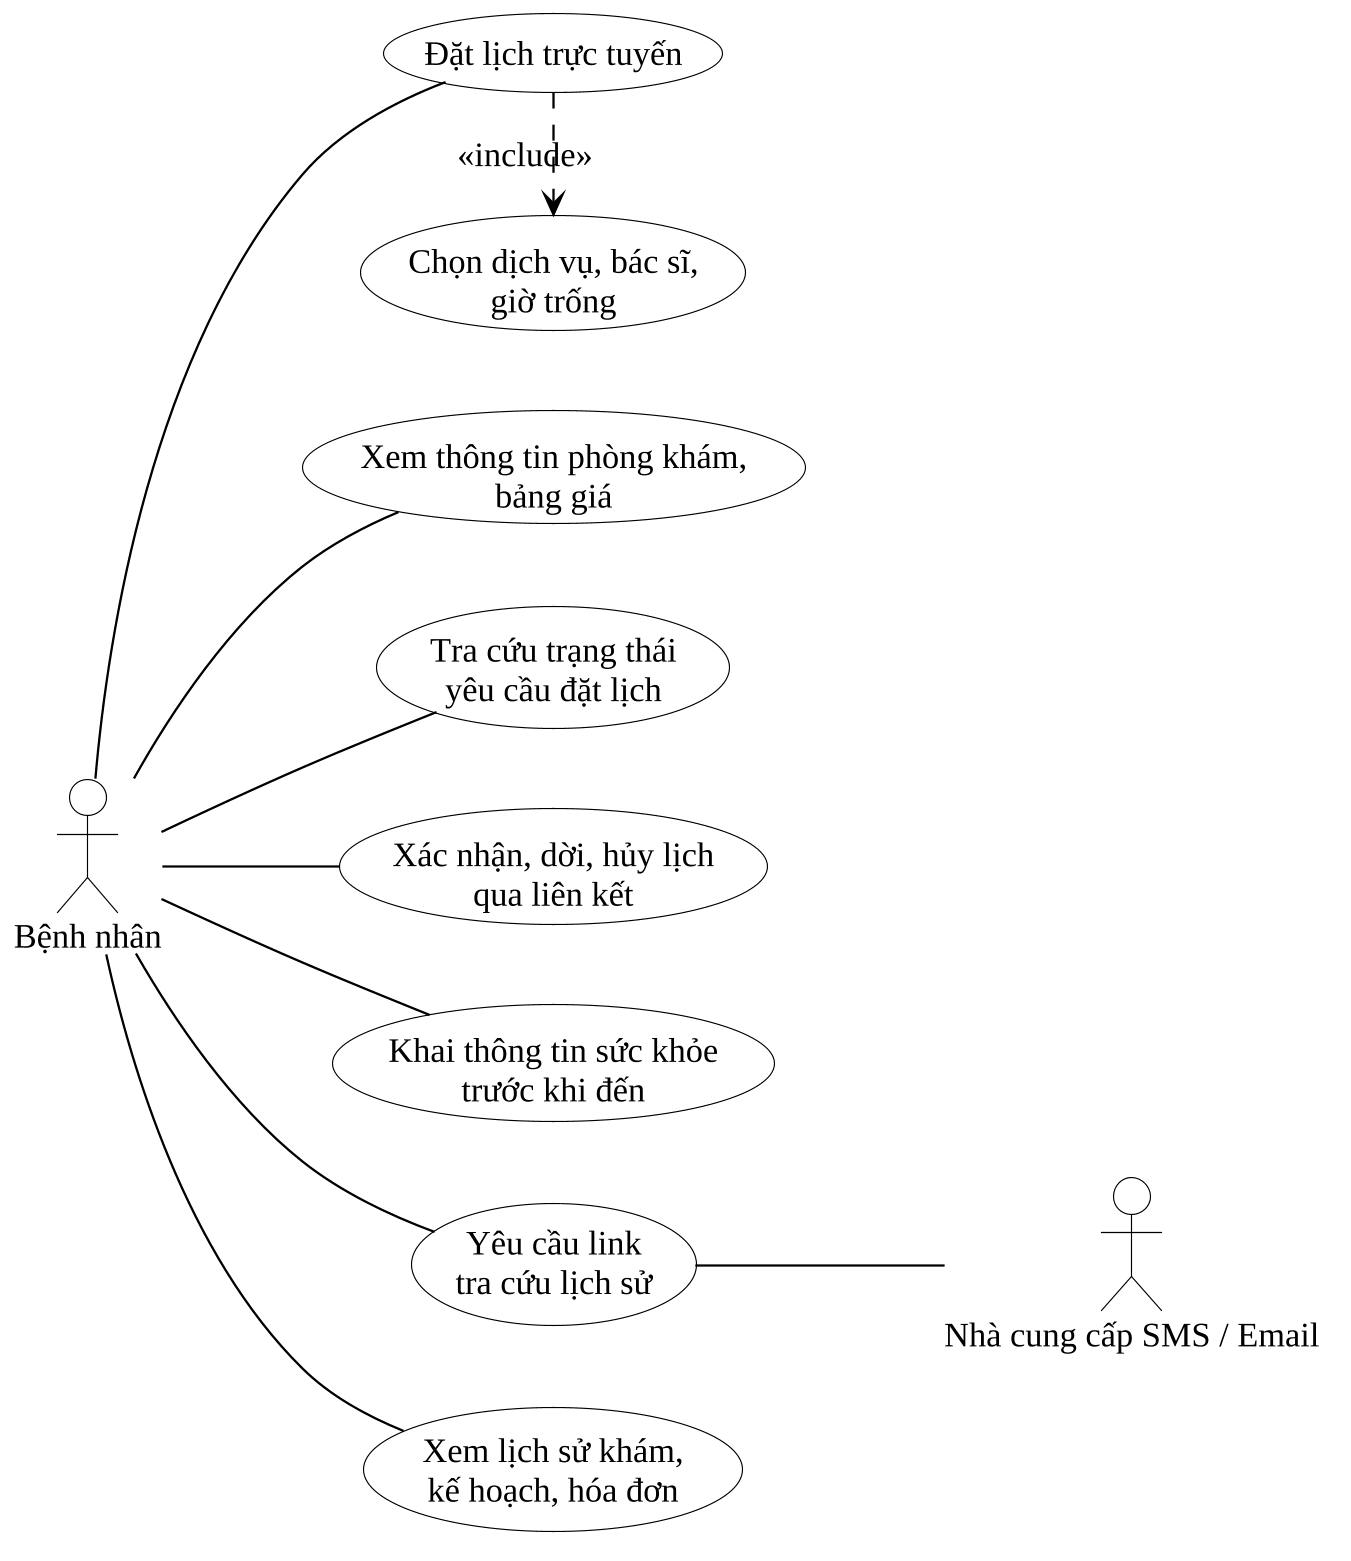 Đặt lịch trực tuyến
«include»
Chọn dịch vụ, bác sĩ,
giờ trống
Xem thông tin phòng khám,
bảng giá
Tra cứu trạng thái
yêu cầu đặt lịch
Xác nhận, dời, hủy lịch
qua liên kết
Bệnh nhân
Khai thông tin sức khỏe
trước khi đến
Yêu cầu link
tra cứu lịch sử
Nhà cung cấp SMS / Email
Xem lịch sử khám,
kế hoạch, hóa đơn